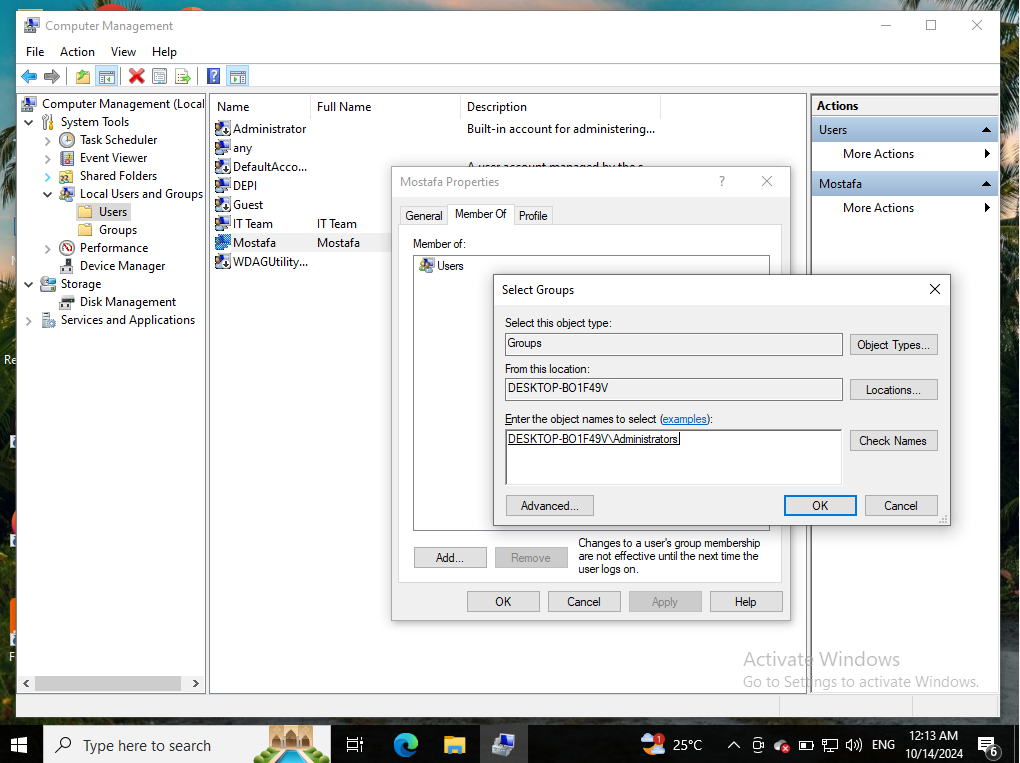 Computer Management
File Action View Help
Computer Management (Local
System Tools
Task Scheduler
Event Viewer
Shared Folders
Local Users and Groups
Users
Groups
Performance
Device Manager
Storage
Disk Management
Services and Applications
Name Full Name Description
Administrator Built-in account for administering...
any
DefaultAcco...
DEPI
Guest
IT Team IT Team
Mostafa Mostafa
WDAGUtility...
Actions
Users
More Actions
Mostafa
More Actions
Mostafa Properties ?
General Member Of Profile
Member of:
Users
Select Groups
Select this object type:
Groups
Object Types...
From this location:
DESKTOP-BO1F49V
Locations...
Enter the object names to select (examples):
DESKTOP-BO1F49V\Administrators
Check Names
Advanced... OK Cancel
Add... Remove
Changes to a user's group membership
are not effective until the next time the
user logs on.
OK Cancel Apply Help
Activate Windows
Go to Settings to activate Windows.
Type here to search
1
25°C
ENG
12:13 AM
10/14/2024
6